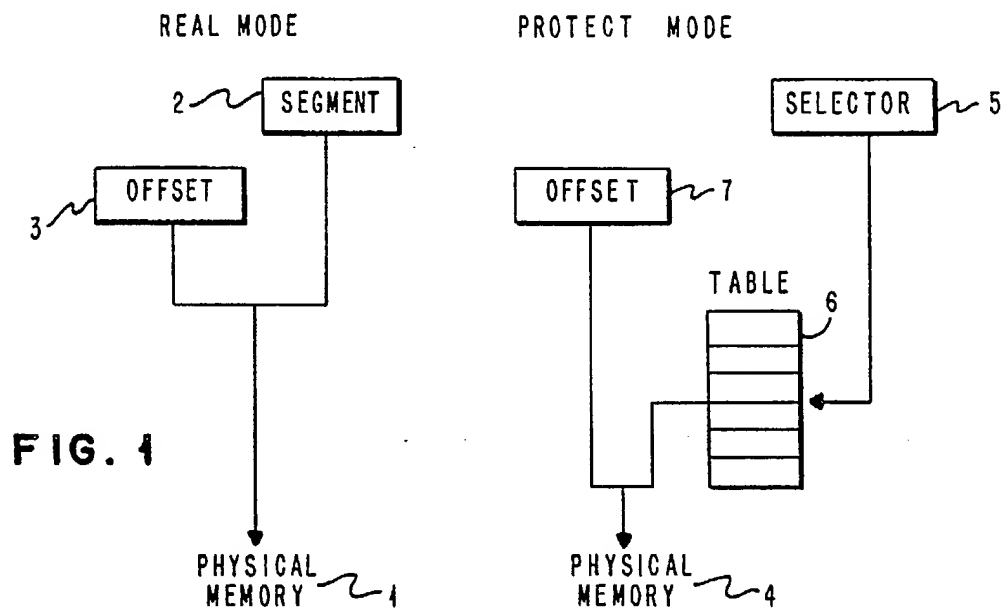 REAL MODE
PROTECT MODE
2
SEGMENT
SELECTOR
5
OFFSET
3
OFFSET
7
TABLE
6
FIG. 1
PHYSICAL
MEMORY
1
PHYSICAL
MEMORY
4